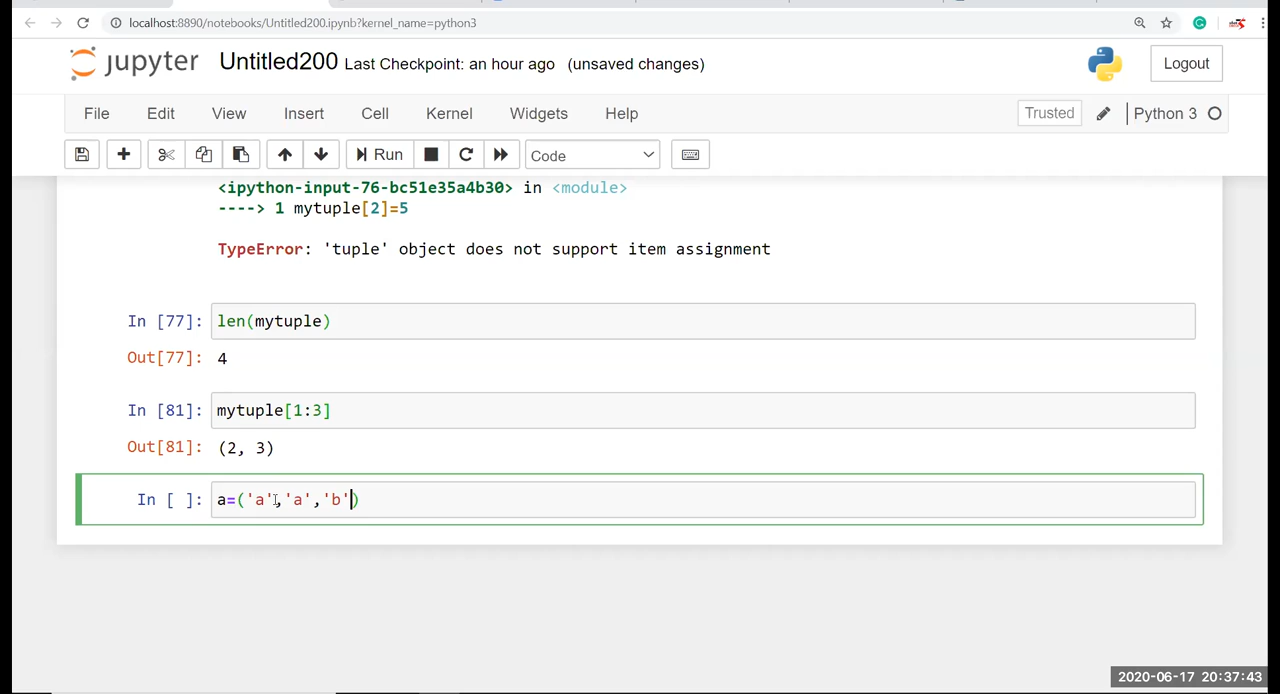 localhost:8890/notebooks/Untitled200.ipynb?kernel_name=python3
jupyter Untitled200 Last Checkpoint: an hour ago (unsaved changes) Logout
File Edit View Insert Cell Kernel Widgets Help Trusted Python 3
Run Code
<ipython-input-76-bc51e35a4b30> in <module>
----> 1 mytuple[2]=5
TypeError: 'tuple' object does not support item assignment
In [77]: len(mytuple)
Out[77]: 4
In [81]: mytuple[1:3]
Out[81]: (2, 3)
In [ ]: a=('a','a','b')
2020-06-17 20:37:43